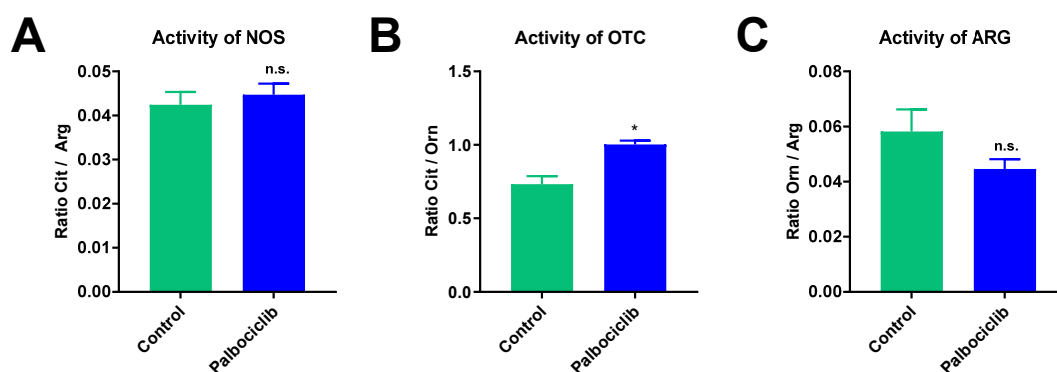 A
Activity of NOS
Ratio Cit / Arg
0.05
0.04
0.03
0.02
0.01
0.00
n.s.
Control
Palbociclib
B
Activity of OTC
Ratio Cit / Orn
1.5
1.0
0.5
0.0
*
Control
Palbociclib
C
Activity of ARG
Ratio Orn / Arg
0.08
0.06
0.04
0.02
0.00
n.s.
Control
Palbociclib